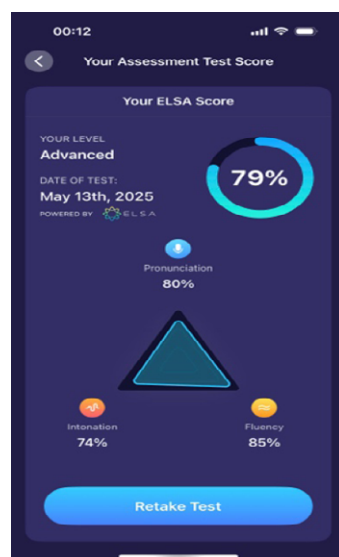 00:12
Your Assessment Test Score
Your ELSA Score
YOUR LEVEL
Advanced
DATE OF TEST:
May 13th, 2025
POWERED BY ELSA
79%
Pronunciation
80%
Intonation
74%
Fluency
85%
Retake Test